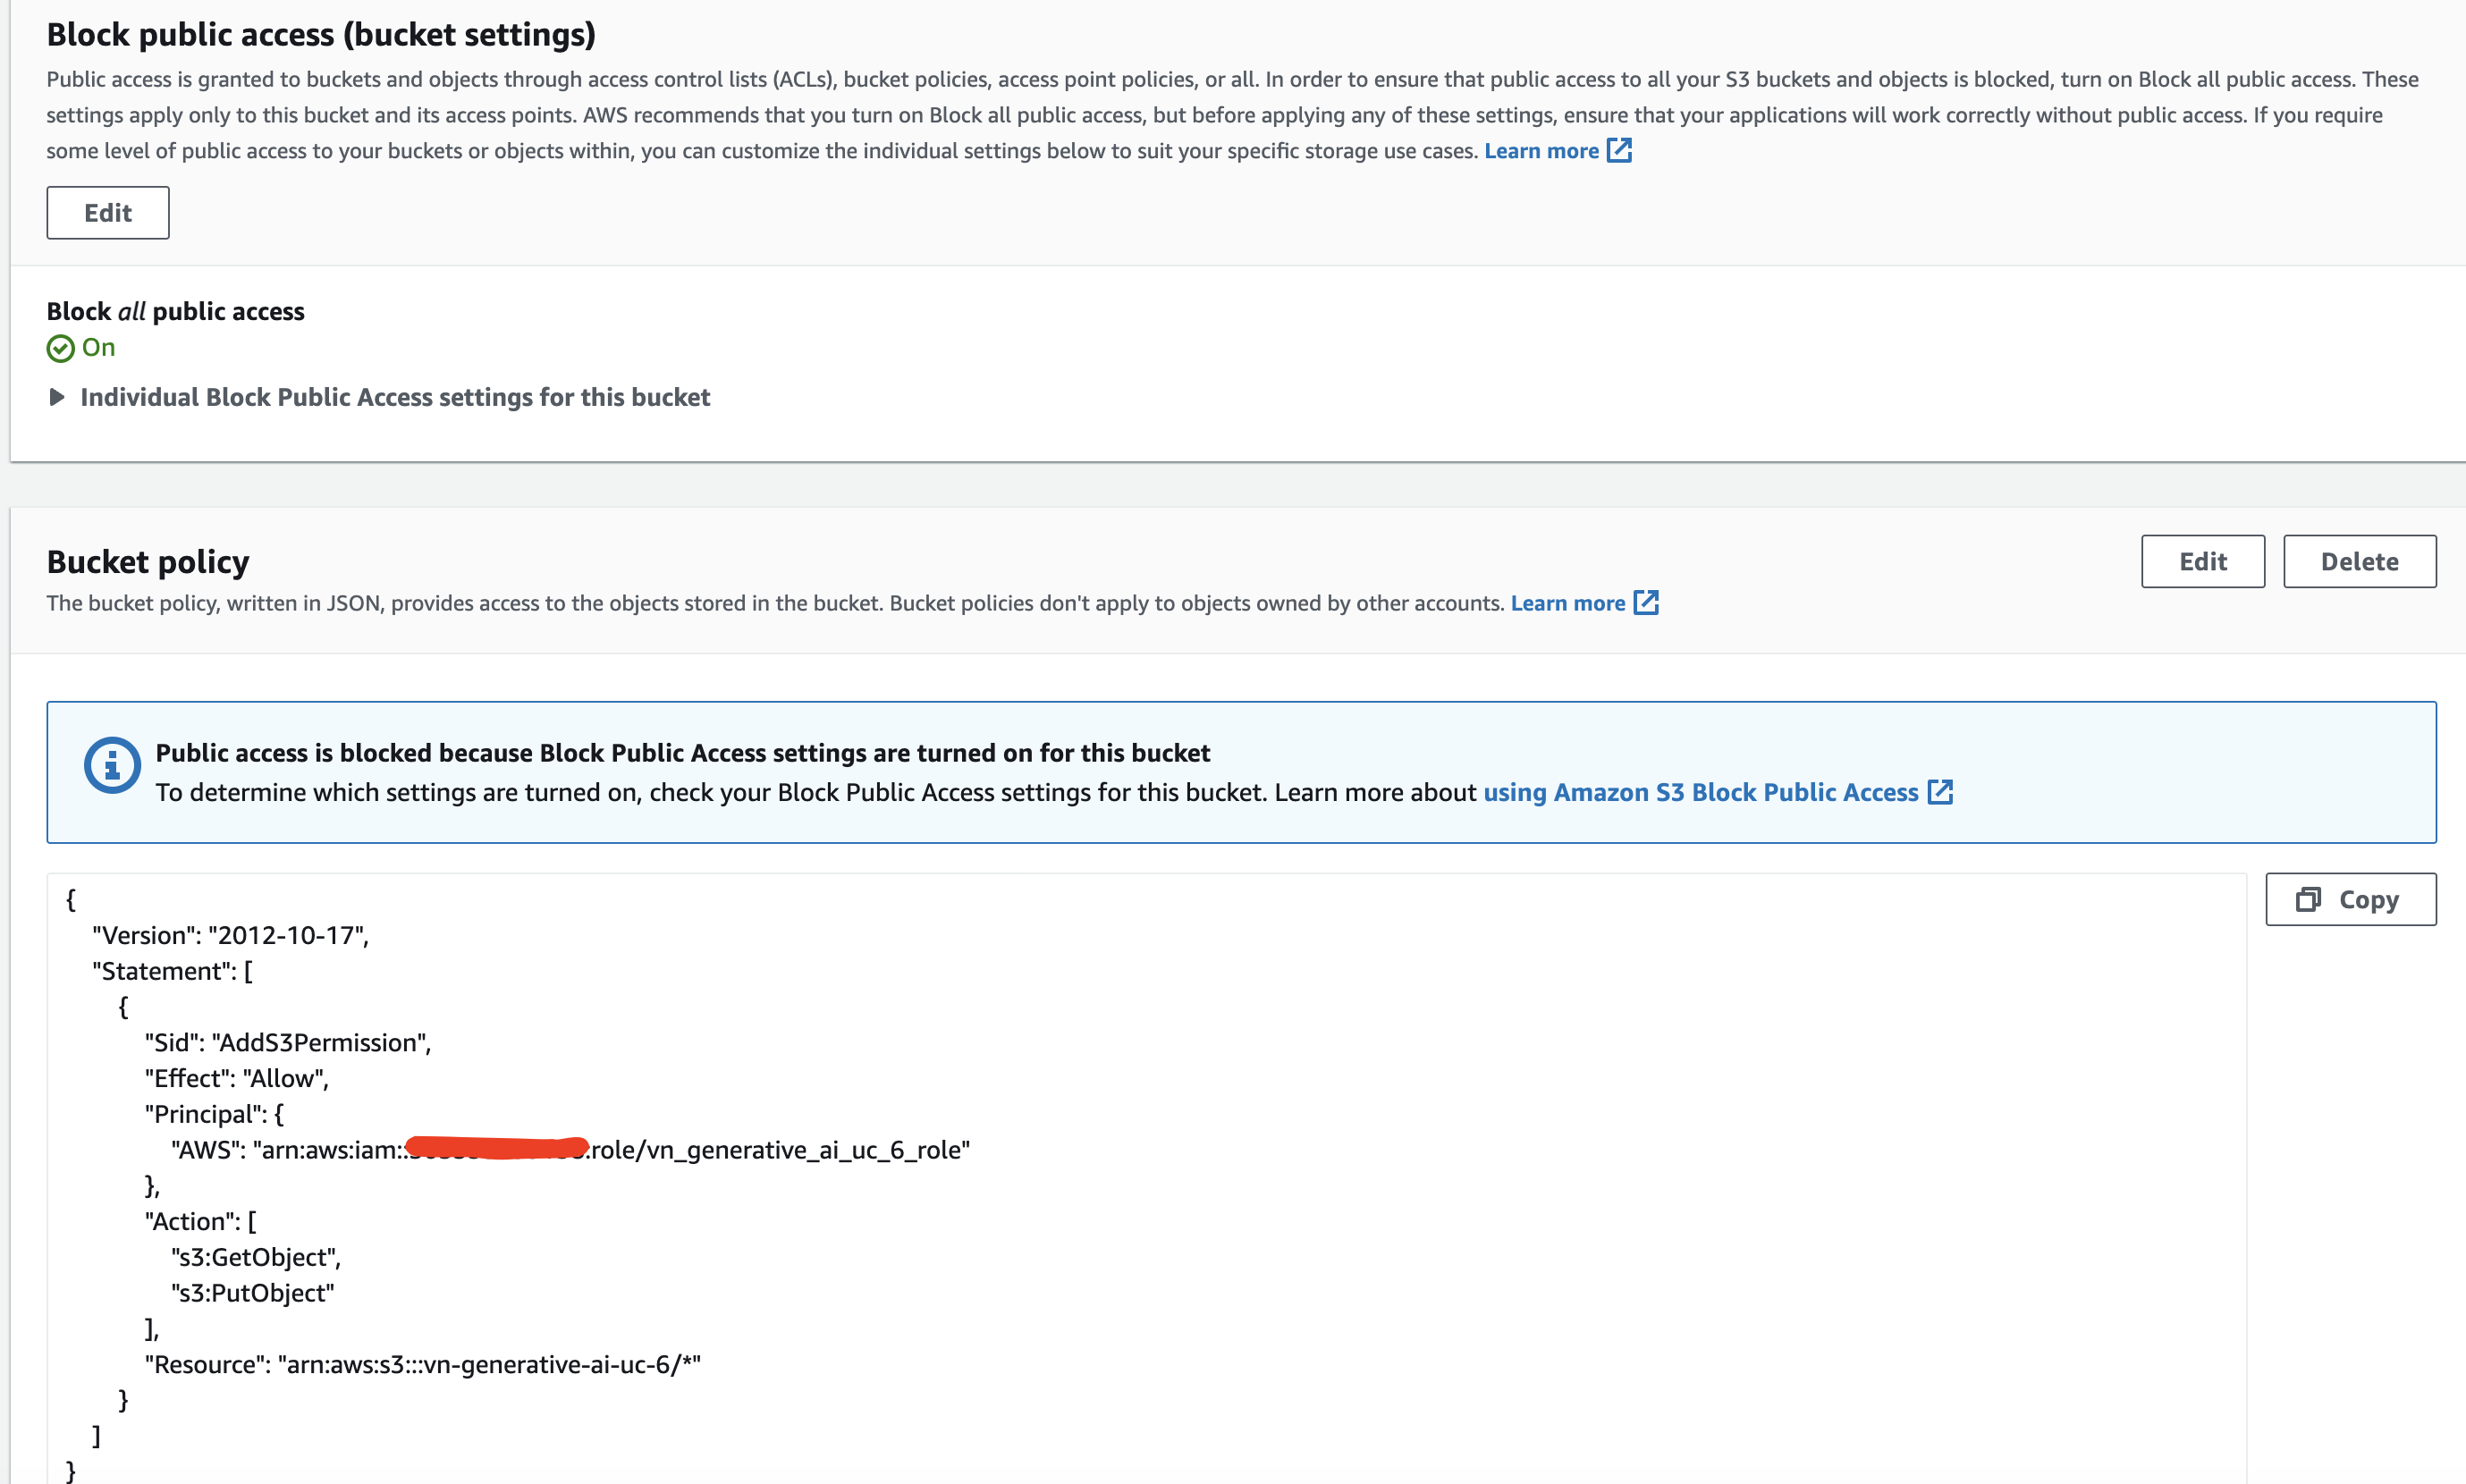 Block public access (bucket settings)
Public access is granted to buckets and objects through access control lists (ACLs), bucket policies, access point policies, or all. In order to ensure that public access to all your S3 buckets and objects is blocked, turn on Block all public access. These
settings apply only to this bucket and its access points. AWS recommends that you turn on Block all public access, but before applying any of these settings, ensure that your applications will work correctly without public access. If you require
some level of public access to your buckets or objects within, you can customize the individual settings below to suit your specific storage use cases. Learn more
Edit
Block all public access
On
Individual Block Public Access settings for this bucket
Bucket policy
Edit
Delete
The bucket policy, written in JSON, provides access to the objects stored in the bucket. Bucket policies don't apply to objects owned by other accounts. Learn more
Public access is blocked because Block Public Access settings are turned on for this bucket
To determine which settings are turned on, check your Block Public Access settings for this bucket. Learn more about using Amazon S3 Block Public Access
Copy
{
"Version": "2012-10-17",
"Statement": [
{
"Sid": "AddS3Permission",
"Effect": "Allow",
"Principal": {
"AWS": "arn:aws:iam:: :role/vn_generative_ai_uc_6_role"
},
"Action": [
"s3:GetObject",
"s3:PutObject"
],
"Resource": "arn:aws:s3:::vn-generative-ai-uc-6/*"
}
]
}